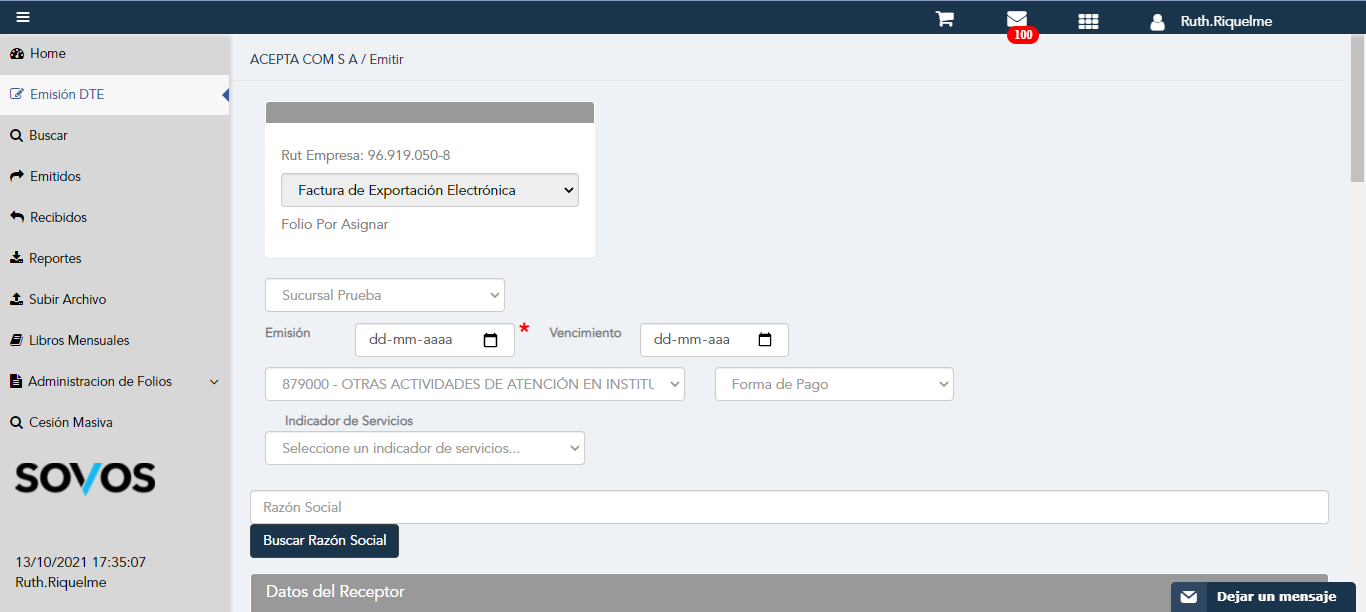 Ruth.Riquelme
100
Home
Emisión DTE
Buscar
Emitidos
Recibidos
Reportes
Subir Archivo
Libros Mensuales
Administracion de Folios
Cesión Masiva
SOVOS
13/10/2021 17:35:07
Ruth.Riquelme
ACEPTA COM S A / Emitir
Rut Empresa: 96.919.050-8
Factura de Exportación Electrónica
Folio Por Asignar
Sucursal Prueba
Emisión dd-mm-aaaa * Vencimiento dd-mm-aaa
879000 - OTRAS ACTIVIDADES DE ATENCIÓN EN INSTITU Forma de Pago
Indicador de Servicios
Seleccione un indicador de servicios...
Razón Social
Buscar Razón Social
Datos del Receptor
Dejar un mensaje